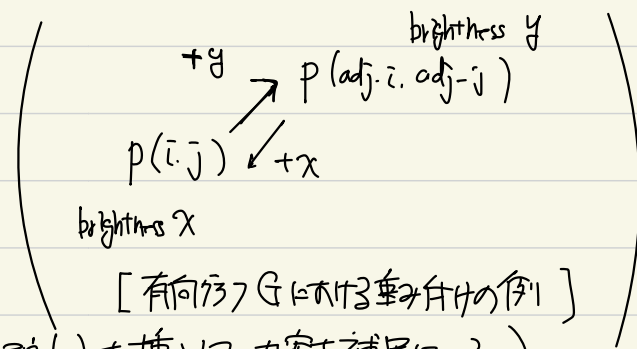 brightness y
+y
p(adj-i, adj-j)
p(i,j)
+x
brightness x
[有向グラフGにおける重み付けの例]